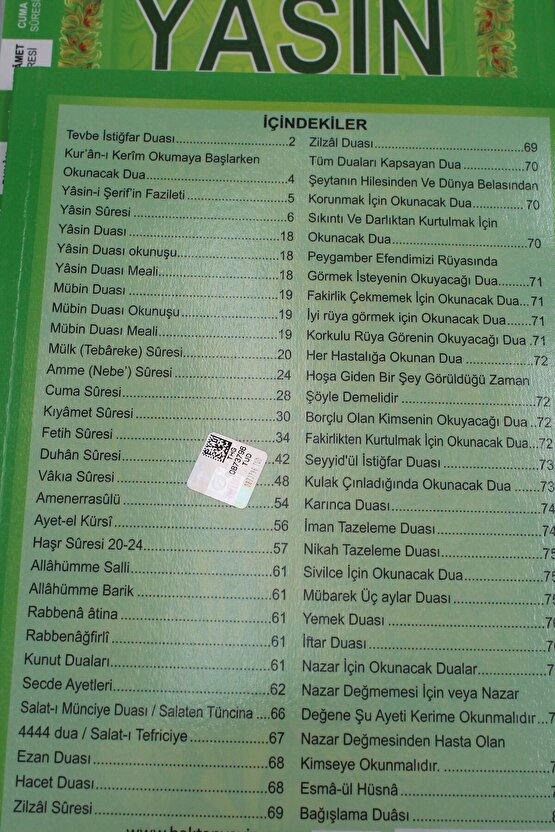 YASİN
CUMA
SÛRESİ
İÇİNDEKİLER
Tevbe İstiğfar Duası 2
Kur'ân-ı Kerîm Okumaya Başlarken
Okunacak Dua 4
Yâsin-i Şerif'in Fazileti 5
Yâsin Sûresi 6
Yâsin Duası 18
Yâsin Duası okunuşu 18
Yâsin Duası Meali 18
Mübin Duası 19
Mübin Duası Okunuşu 19
Mübin Duası Meali 19
Mülk (Tebâreke) Sûresi 20
Amme (Nebe') Sûresi 24
Cuma Sûresi 28
Kıyâmet Sûresi 30
Fetih Sûresi 34
Duhân Sûresi 42
Vâkıa Sûresi 48
Amenerrasûlü 54
Ayet-el Kürsî 56
Haşr Sûresi 20-24 57
Allâhümme Salli 61
Allâhümme Barik 61
Rabbenâ âtina 61
Rabbenâğfirlî 61
Kunut Duaları 61
Secde Ayetleri 62
Salat-ı Münciye Duası / Salaten Tüncina 66
4444 dua / Salat-ı Tefriciye 67
Ezan Duası 68
Hacet Duası 68
Zilzâl Sûresi 69
Zilzâl Duası 69
Tüm Duaları Kapsayan Dua 70
Şeytanın Hilesinden Ve Dünya Belasından
Korunmak İçin Okunacak Dua 70
Sıkıntı Ve Darlıktan Kurtulmak İçin
Okunacak Dua 70
Peygamber Efendimizi Rüyasında
Görmek İsteyenin Okuyacağı Dua 71
Fakirlik Çekmemek İçin Okunacak Dua 71
İyi rüya görmek için Okunacak Dua 71
Korkulu Rüya Görenin Okuyacağı Dua 71
Her Hastalığa Okunan Dua 72
Hoşa Giden Bir Şey Görüldüğü Zaman
Şöyle Demelidir 72
Borçlu Olan Kimsenin Okuyacağı Dua 72
Fakirlikten Kurtulmak İçin Okunacak Dua 72
Seyyid'ül İstiğfar Duası 73
Kulak Çınladığında Okunacak Dua 73
Karınca Duası 74
İman Tazeleme Duası 74
Nikah Tazeleme Duası 75
Sivilce İçin Okunacak Dua 75
Mübarek Üç aylar Duası 75
Yemek Duası
İftar Duası
Nazar İçin Okunacak Dualar
Nazar Değmemesi İçin veya Nazar
Değene Şu Ayeti Kerime Okunmalıdır
Nazar Değmesinden Hasta Olan
Kimseye Okunmalıdır.
Esmâ-ül Hüsnâ
Bağışlama Duâsı
THG
0873796
TUD